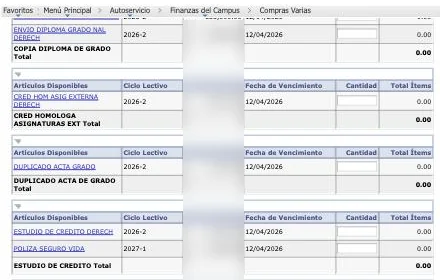 Favoritos Menú Principal > Autoservicio > Finanzas del Campus > Compras Varias
ENVIO DIPLOMA GRADO NAL DERECH 2026-2 12/04/2026 0.00
COPIA DIPLOMA DE GRADO Total 0.00
Artículos Disponibles Ciclo Lectivo Fecha de Vencimiento Cantidad Total Ítems
CRED HOM ASIG EXTERNA DERECH 2026-2 12/04/2026 0.00
CRED HOMOLOGA ASIGNATURAS EXT Total 0.00
Artículos Disponibles Ciclo Lectivo Fecha de Vencimiento Cantidad Total Ítems
DUPLICADO ACTA GRADO 2026-2 12/04/2026 0.00
DUPLICADO ACTA DE GRADO Total 0.00
Artículos Disponibles Ciclo Lectivo Fecha de Vencimiento Cantidad Total Ítems
ESTUDIO DE CREDITO DERECH 2026-2 12/04/2026 0.00
POLIZA SEGURO VIDA 2027-1 12/04/2026 0.00
ESTUDIO DE CREDITO Total 0.00